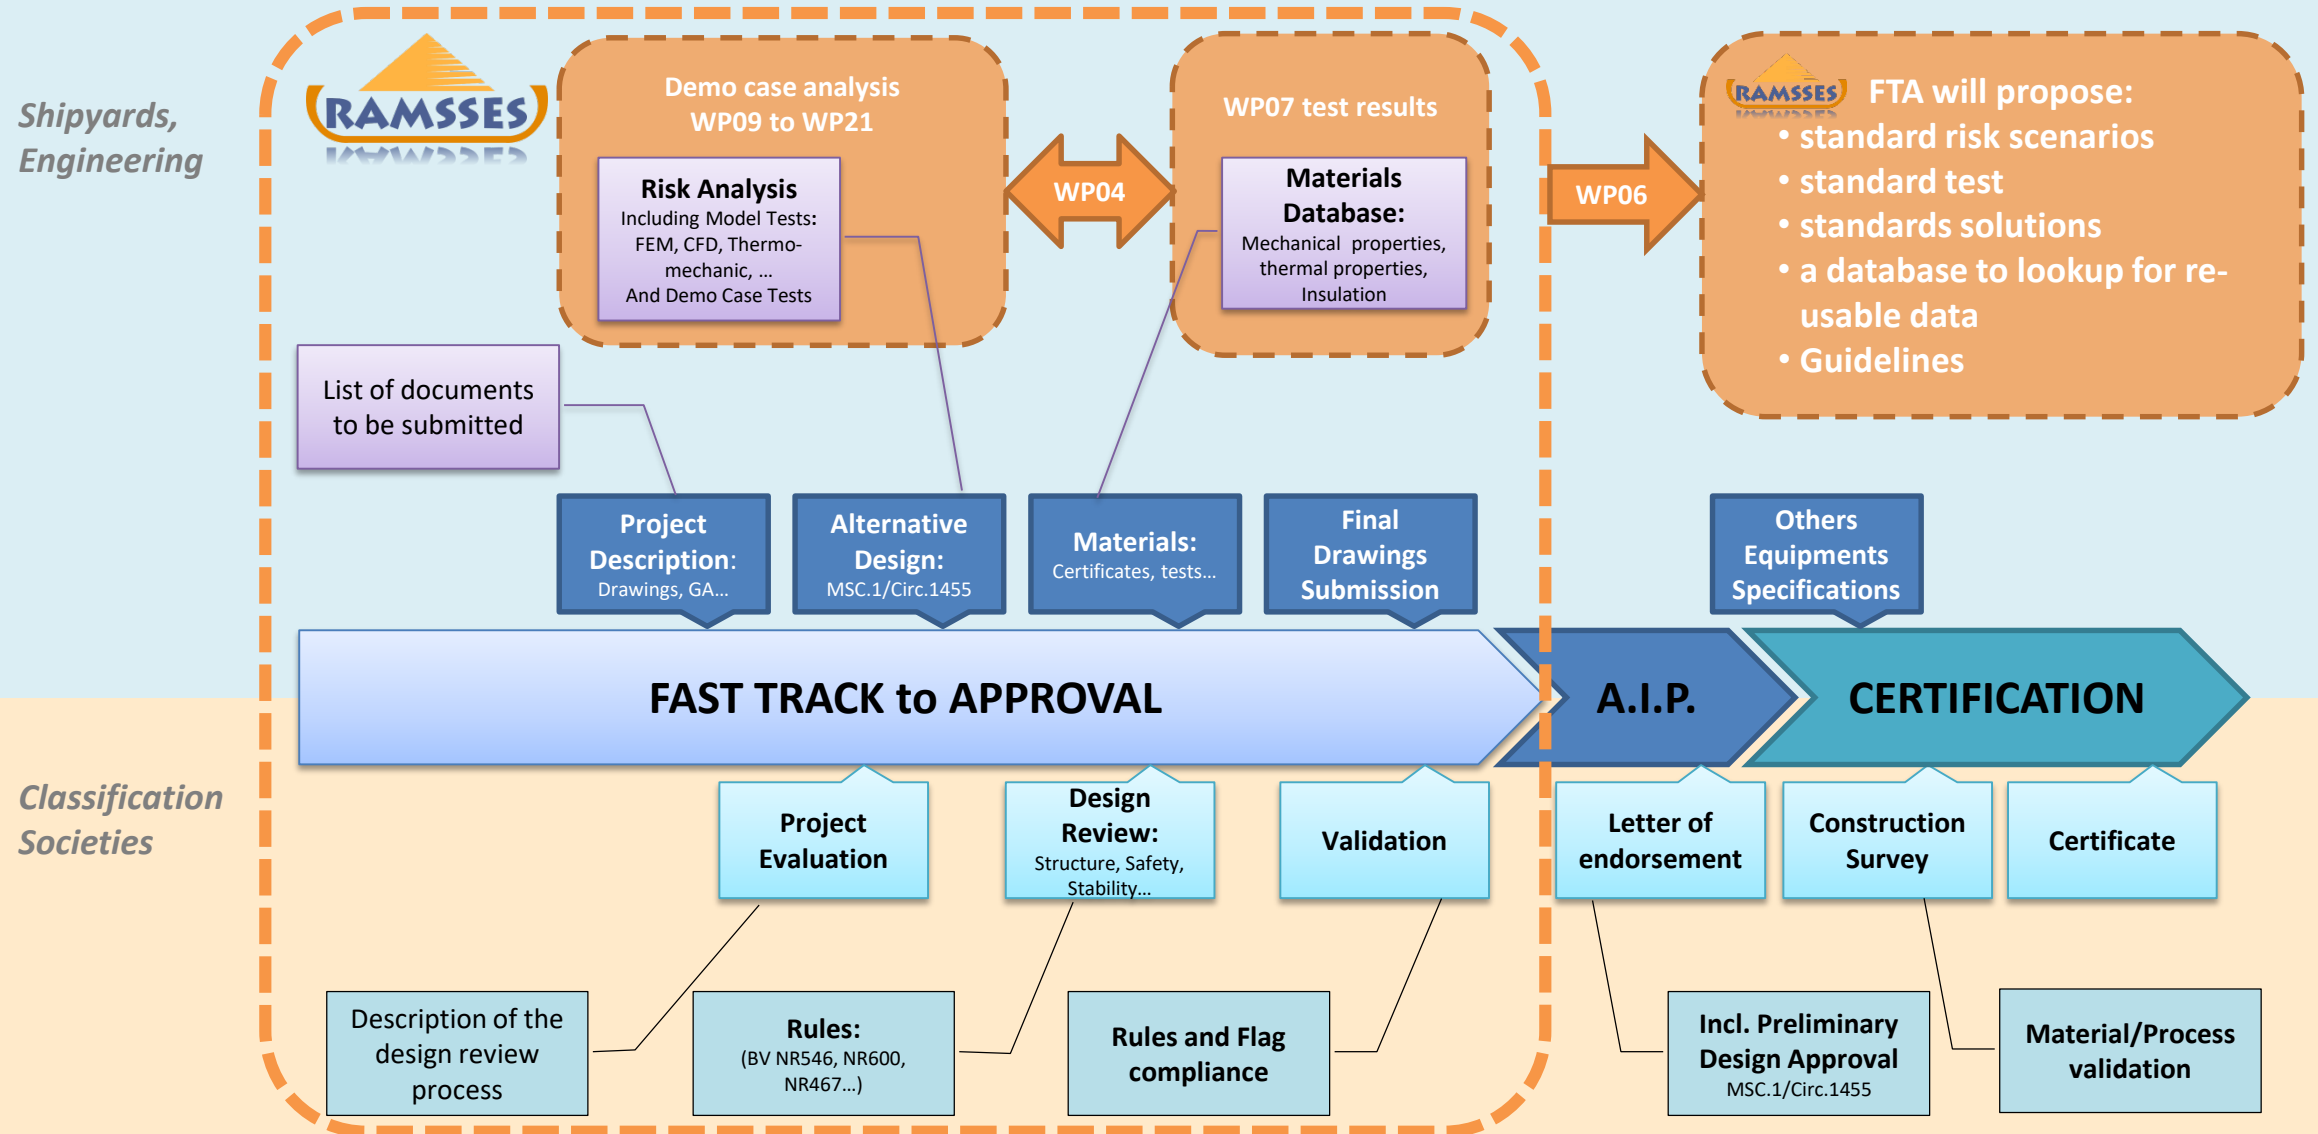 Shipyards,
Engineering
RAMSSES
Demo case analysis
WP09 to WP21
Risk Analysis
Including Model Tests:
FEM, CFD, Thermo-
mechanic, ...
And Demo Case Tests
WP04
WP07 test results
Materials
Database:
Mechanical properties,
thermal properties,
Insulation
WP06
RAMSSES
FTA will propose:
• standard risk scenarios
• standard test
• standards solutions
• a database to lookup for re-
usable data
• Guidelines
List of documents
to be submitted
Project
Description:
Drawings, GA...
Alternative
Design:
MSC.1/Circ.1455
Materials:
Certificates, tests...
Final
Drawings
Submission
Others
Equipments
Specifications
FAST TRACK to APPROVAL
A.I.P.
CERTIFICATION
Classification
Societies
Project
Evaluation
Design
Review:
Structure, Safety,
Stability...
Validation
Letter of
endorsement
Construction
Survey
Certificate
Description of the
design review
process
Rules:
(BV NR546, NR600,
NR467...)
Rules and Flag
compliance
Incl. Preliminary
Design Approval
MSC.1/Circ.1455
Material/Process
validation